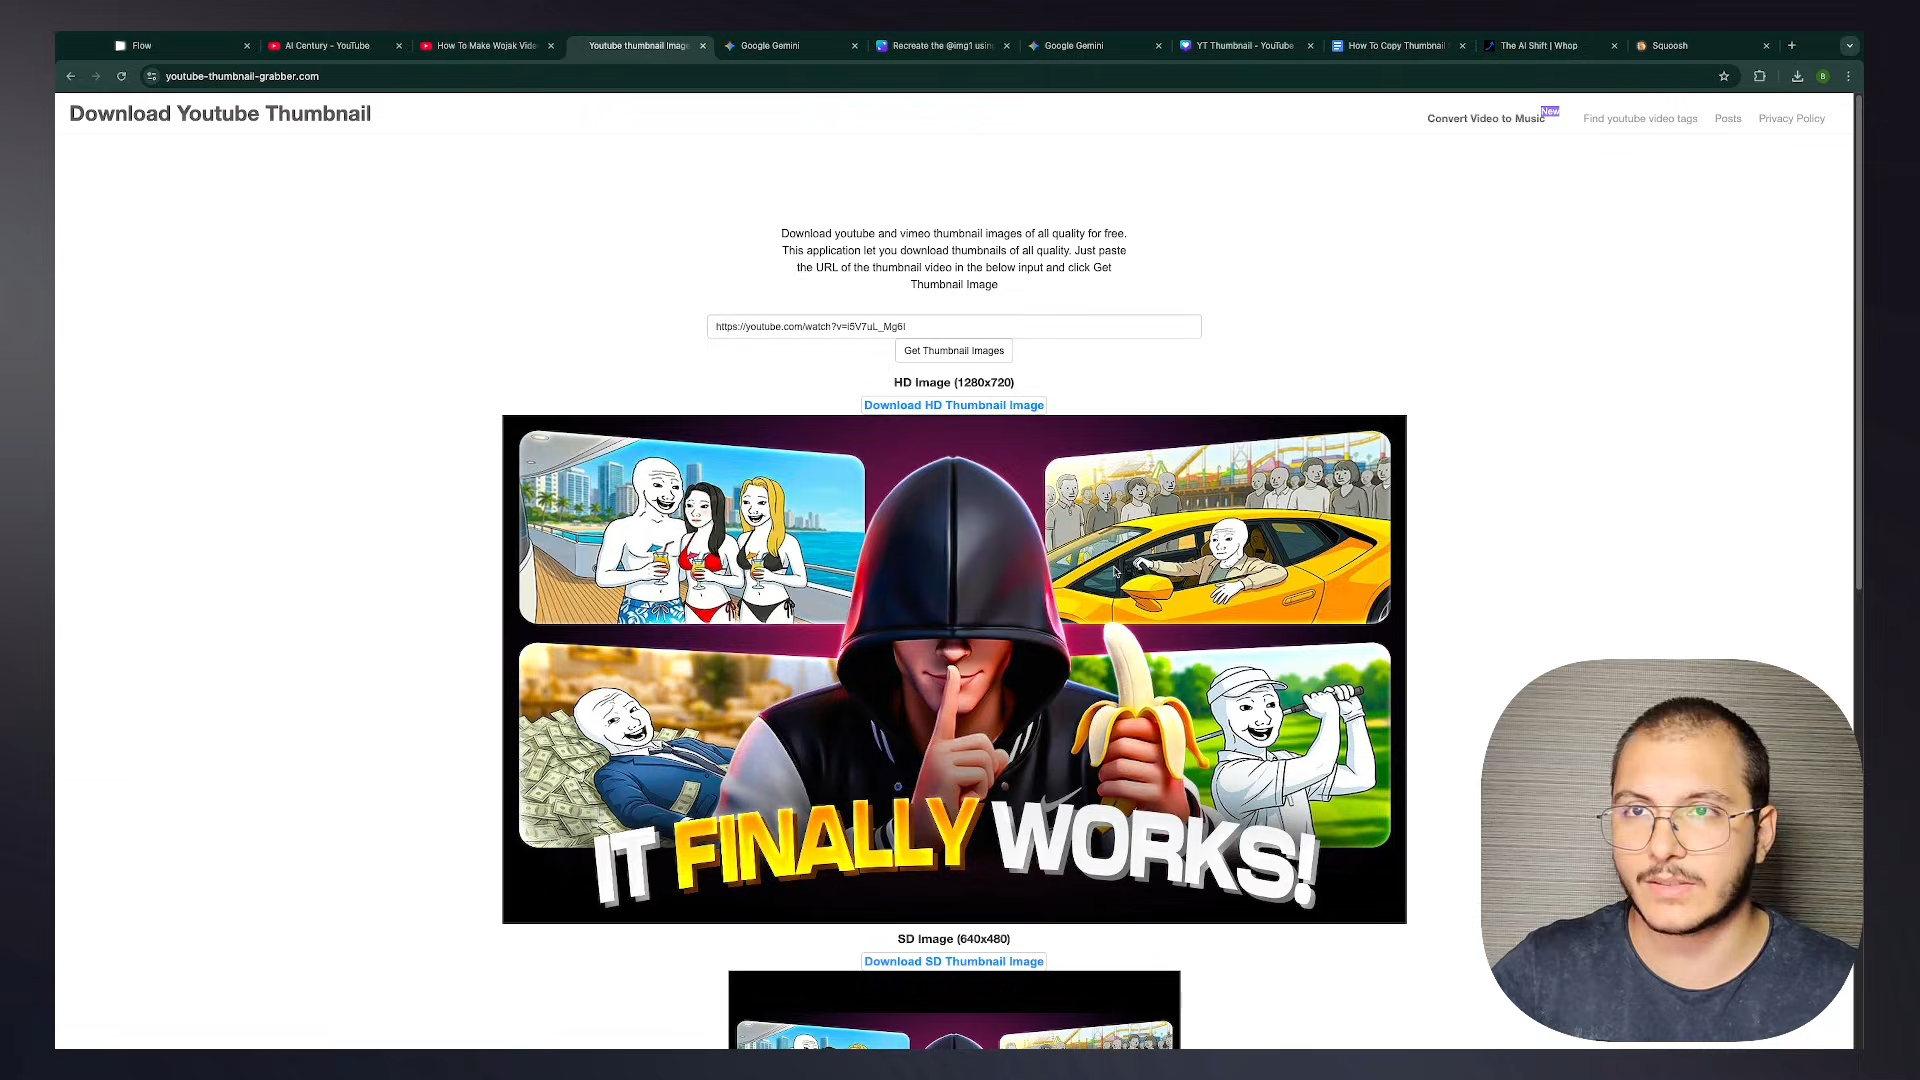 Flow
AI Century - YouTube
How To Make Wojak Vide
Youtube thumbnail Image
Google Gemini
Recreate the @img1 using
Google Gemini
YT Thumbnail - YouTube
How To Copy Thumbnail
The AI Shift | Whop
Squoosh
youtube-thumbnail-grabber.com
B
Download Youtube Thumbnail
Convert Video to Music
New
Find youtube video tags
Posts
Privacy Policy
Download youtube and vimeo thumbnail images of all quality for free.
This application let you download thumbnails of all quality. Just paste
the URL of the thumbnail video in the below input and click Get
Thumbnail Image
https://youtube.com/watch?v=i5V7uL_Mg6I
Get Thumbnail Images
HD Image (1280x720)
Download HD Thumbnail Image
IT FINALLY WORKS!
SD Image (640x480)
Download SD Thumbnail Image